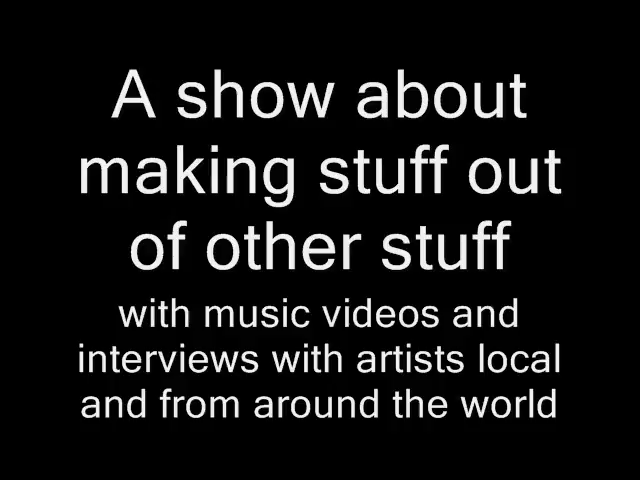 A show about
making stuff out
of other stuff
with music videos and
interviews with artists local
and from around the world